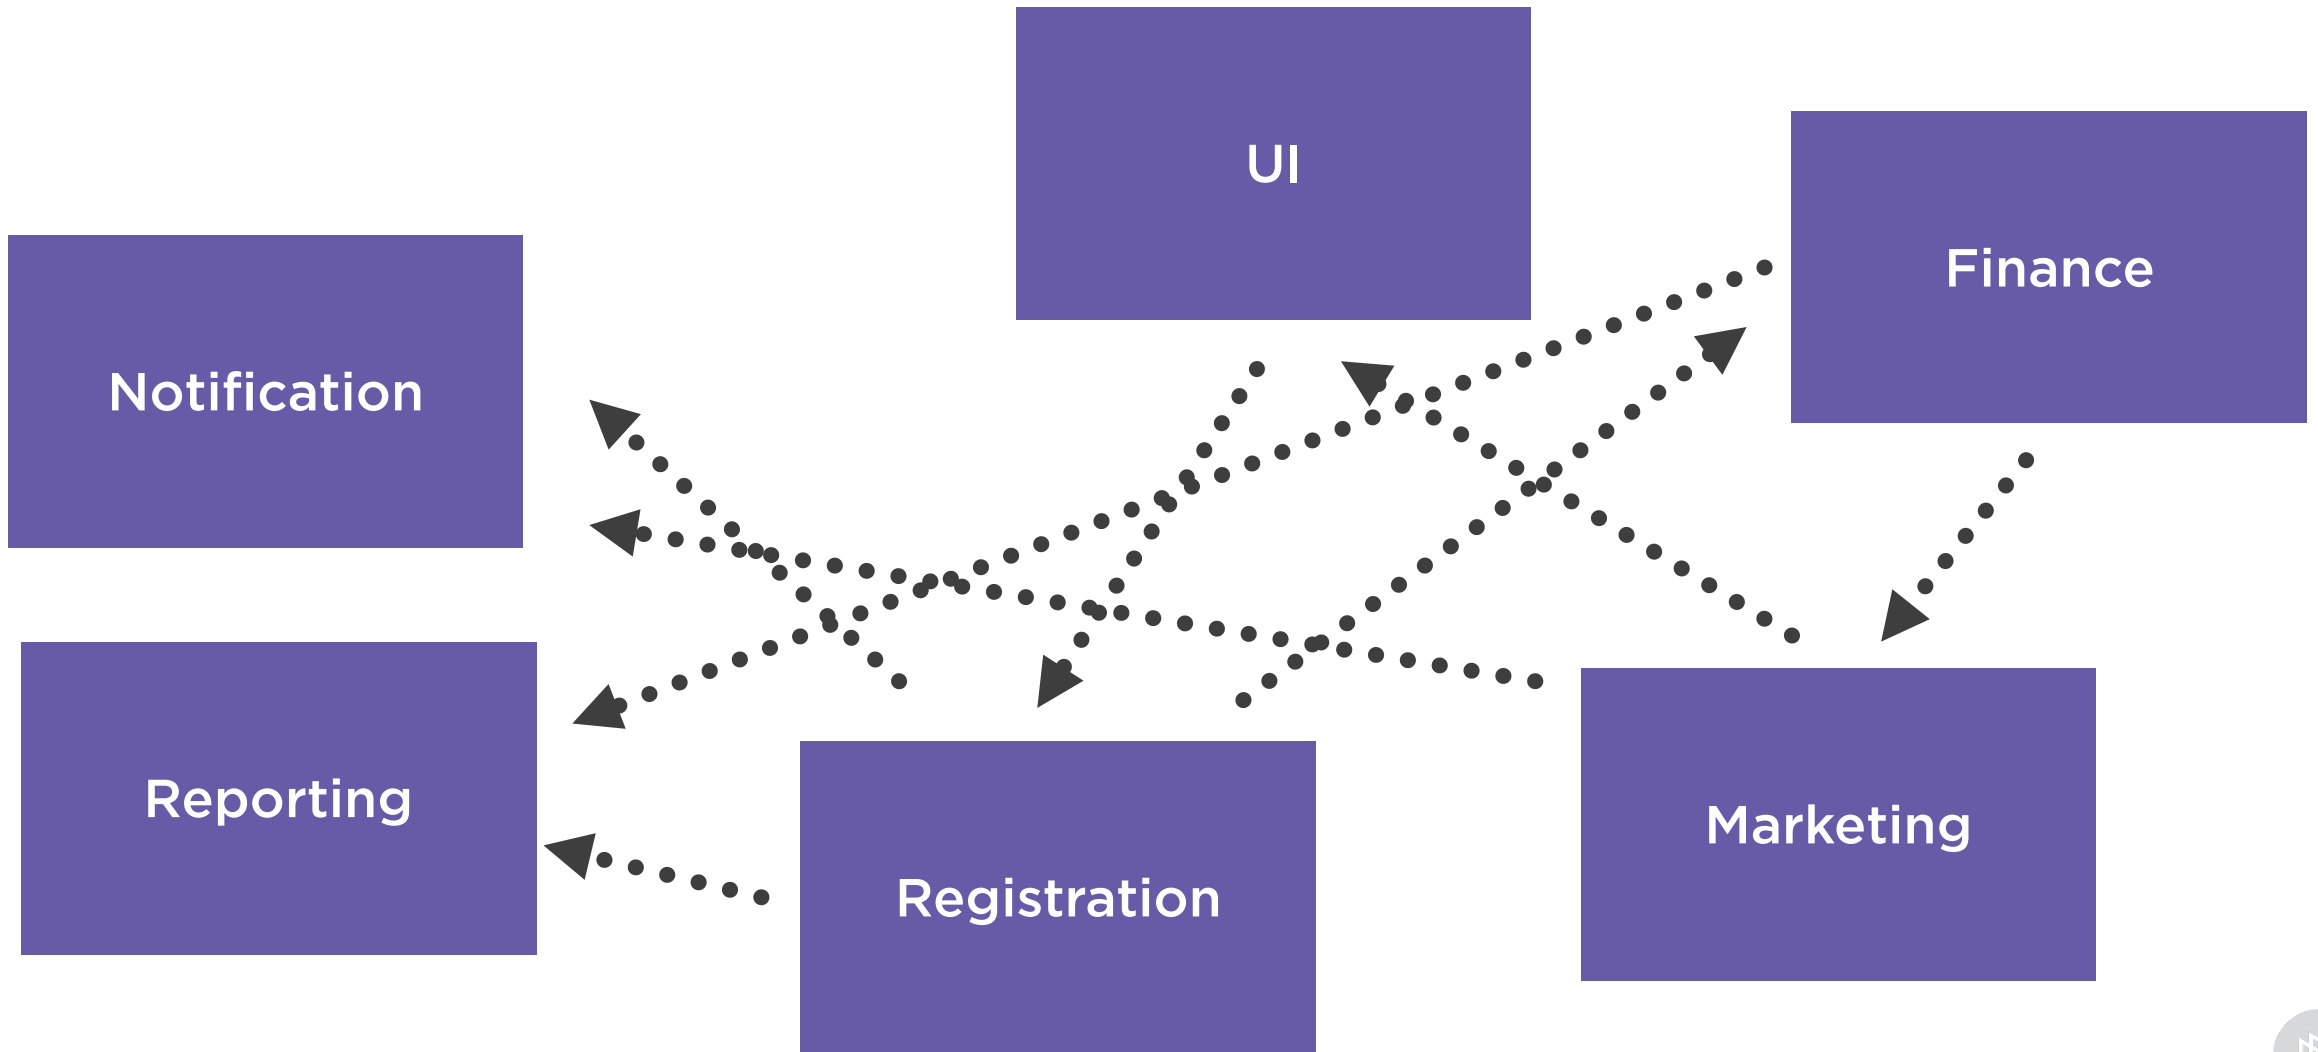 UI
Finance
Notification
Reporting
Marketing
Registration